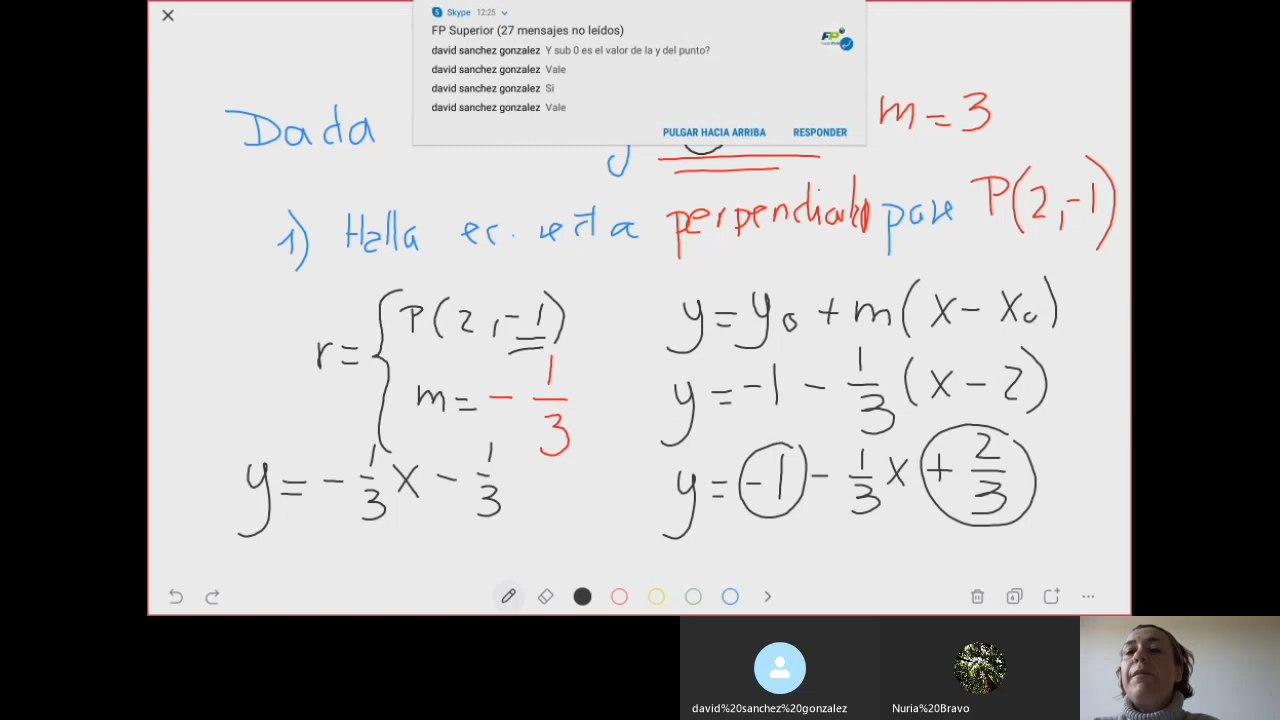 Skype 12:25
FP Superior (27 mensajes no leídos)
david sanchez gonzalez Y sub 0 es el valor de la y del punto?
david sanchez gonzalez Vale
david sanchez gonzalez Si
david sanchez gonzalez Vale
PULGAR HACIA ARRIBA RESPONDER
Dada m = 3
1) Halla ec. recta perpendicular pase P(2,-1)
r = { P(2,-1)
m = - 1/3
y = y₀ + m(x - x₀)
y = -1 - 1/3 (x - 2)
y = -1 - 1/3 x + 2/3
y = - 1/3 x - 1/3
david%20sanchez%20gonzalez
Nuria%20Bravo